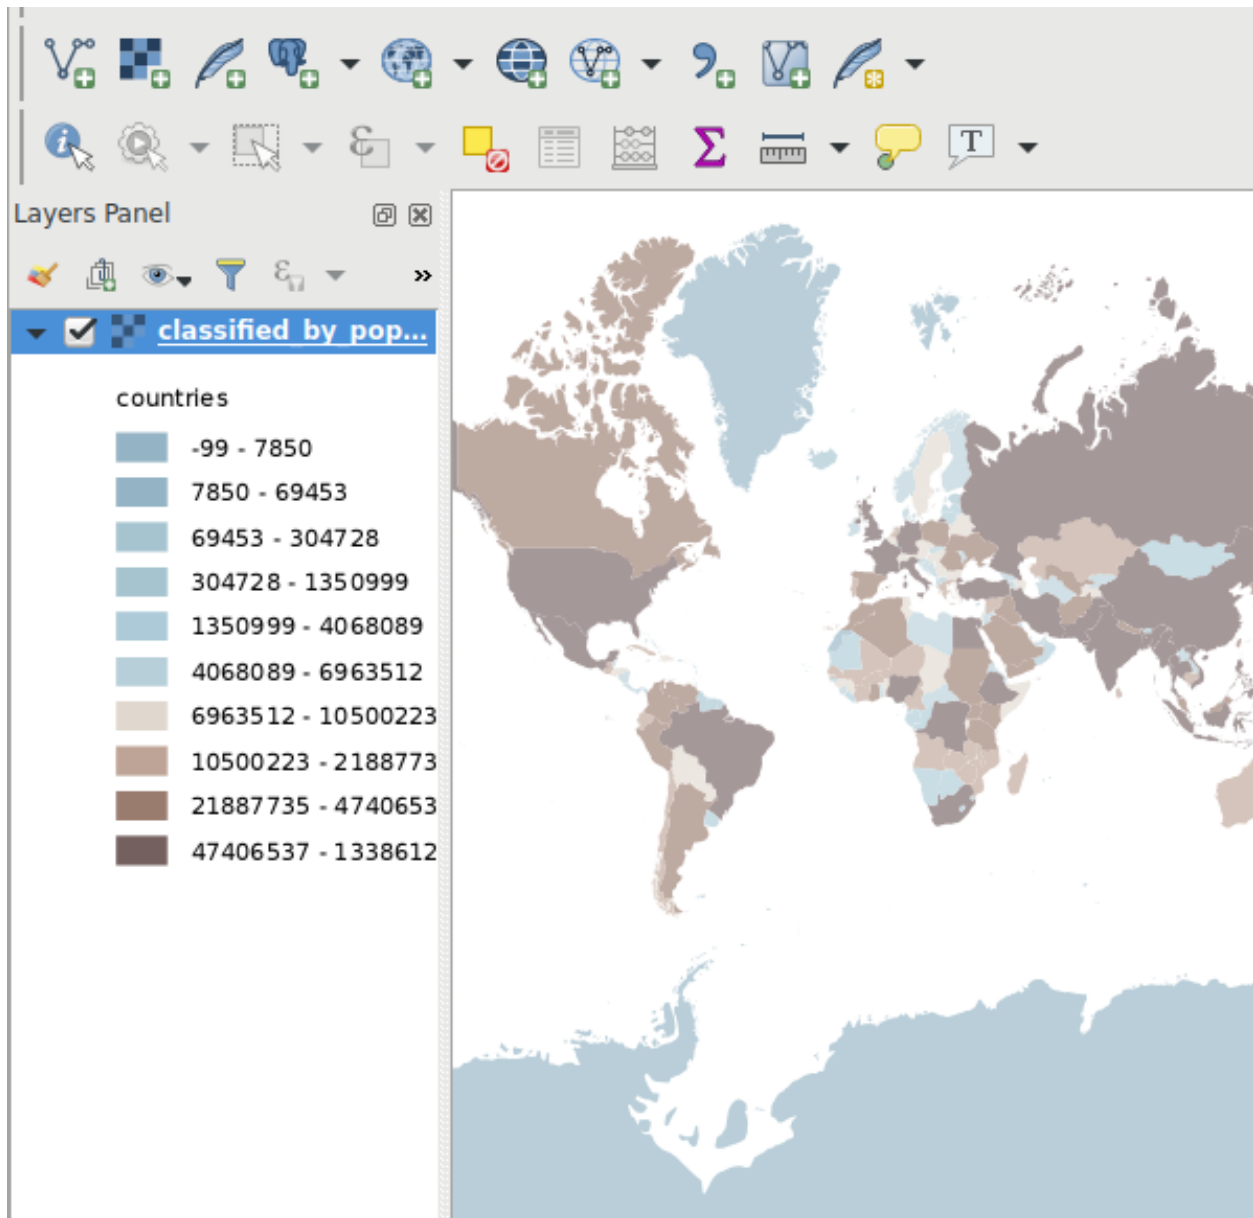 T
Layers Panel
classified_by_pop...
countries
-99 - 7850
7850 - 69453
69453 - 304728
304728 - 1350999
1350999 - 4068089
4068089 - 6963512
6963512 - 10500223
10500223 - 2188773
21887735 - 4740653
47406537 - 1338612